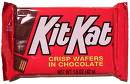 KitKat
CRISP WAFERS
IN CHOCOLATE